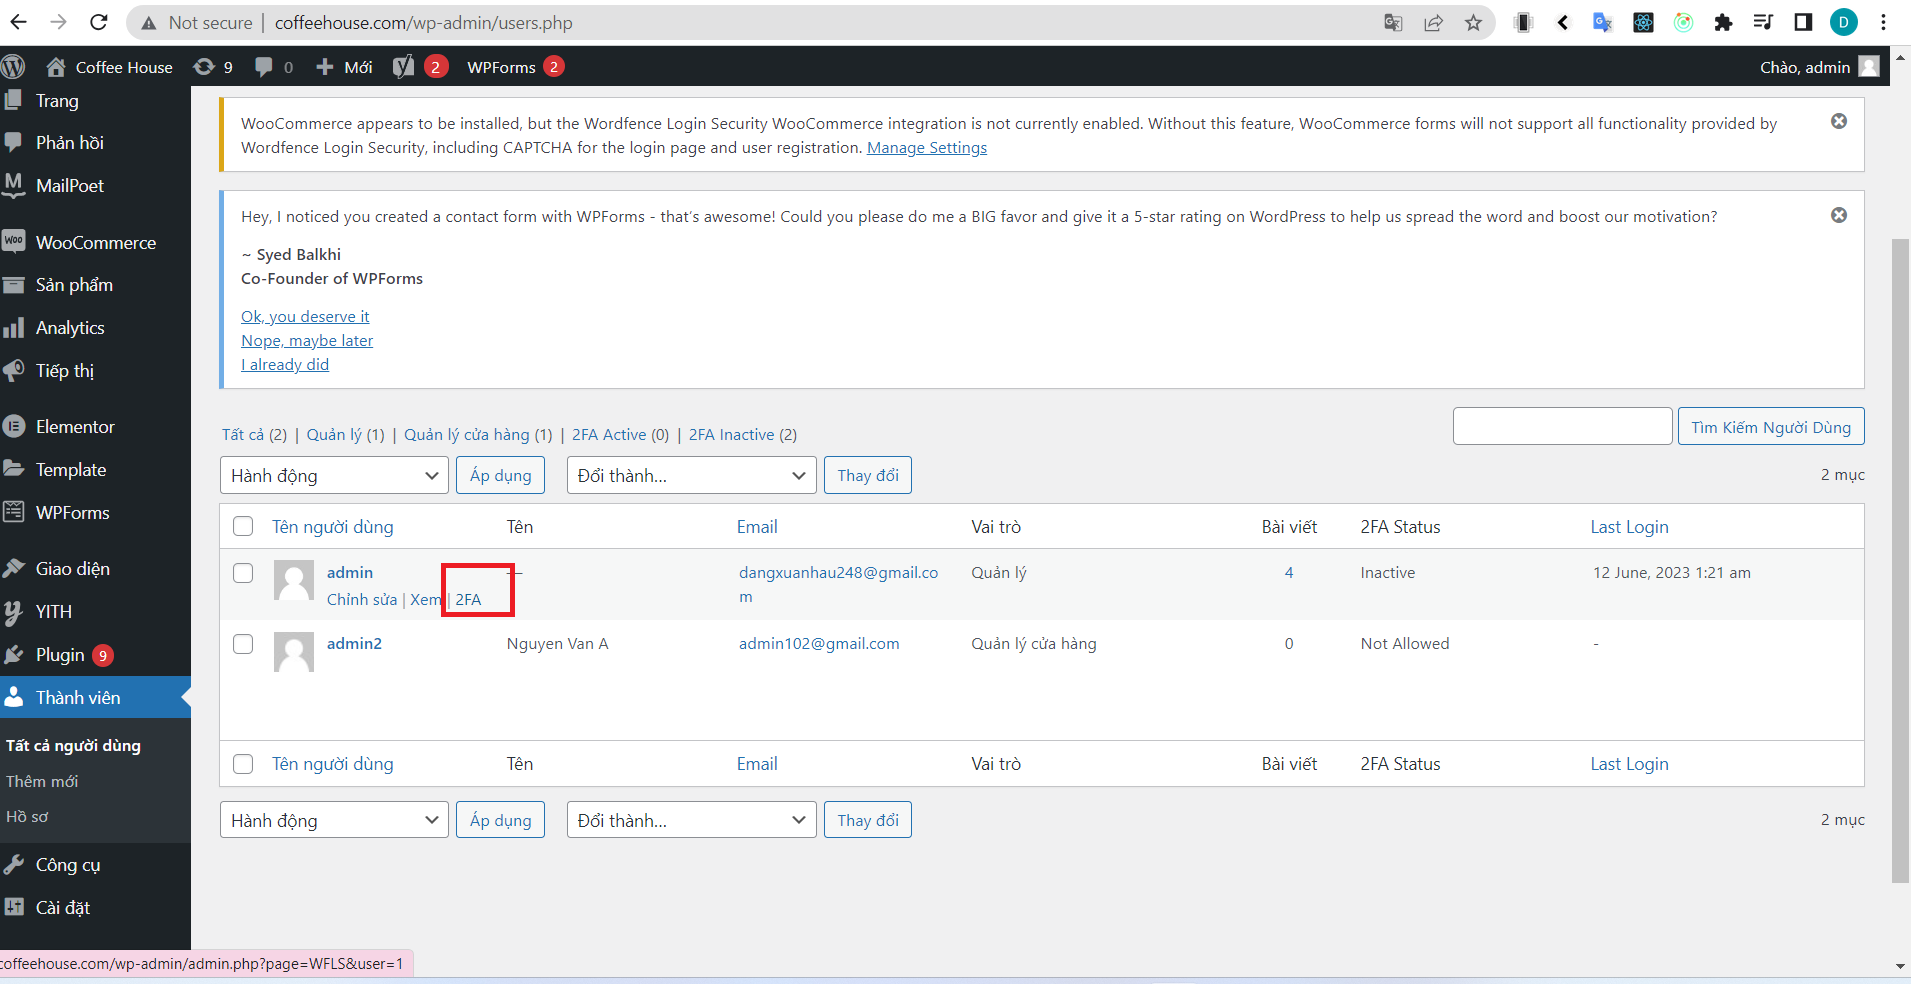 Not secure | coffeehouse.com/wp-admin/users.php
D
Coffee House 9 0 Mới 2 WPForms 2 Chào, admin
Trang
Phản hồi
MailPoet
WooCommerce
Sản phẩm
Analytics
Tiếp thị
Elementor
Template
WPForms
Giao diện
YITH
Plugin 9
Thành viên
Tất cả người dùng
Thêm mới
Hồ sơ
Công cụ
Cài đặt
WooCommerce appears to be installed, but the Wordfence Login Security WooCommerce integration is not currently enabled. Without this feature, WooCommerce forms will not support all functionality provided by
Wordfence Login Security, including CAPTCHA for the login page and user registration. Manage Settings
Hey, I noticed you created a contact form with WPForms - that's awesome! Could you please do me a BIG favor and give it a 5-star rating on WordPress to help us spread the word and boost our motivation?
~ Syed Balkhi
Co-Founder of WPForms
Ok, you deserve it
Nope, maybe later
I already did
Tất cả (2) | Quản lý (1) | Quản lý cửa hàng (1) | 2FA Active (0) | 2FA Inactive (2)
Tìm Kiếm Người Dùng
Hành động Áp dụng Đổi thành... Thay đổi 2 mục
Tên người dùng Tên Email Vai trò Bài viết 2FA Status Last Login
admin — dangxuanhau248@gmail.co Quản lý 4 Inactive 12 June, 2023 1:21 am
m
Chỉnh sửa | Xem | 2FA
admin2 Nguyen Van A admin102@gmail.com Quản lý cửa hàng 0 Not Allowed -
Tên người dùng Tên Email Vai trò Bài viết 2FA Status Last Login
Hành động Áp dụng Đổi thành... Thay đổi 2 mục
coffeehouse.com/wp-admin/admin.php?page=WFLS&user=1